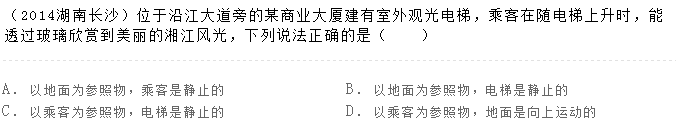 （2014湖南长沙）位于沿江大道旁的某商业大厦建有室外观光电梯，乘客在随电梯上升时，能
透过玻璃欣赏到美丽的湘江风光，下列说法正确的是（　　）
A. 以地面为参照物，乘客是静止的　　B. 以地面为参照物，电梯是静止的
C. 以乘客为参照物，电梯是静止的　　D. 以乘客为参照物，地面是向上运动的